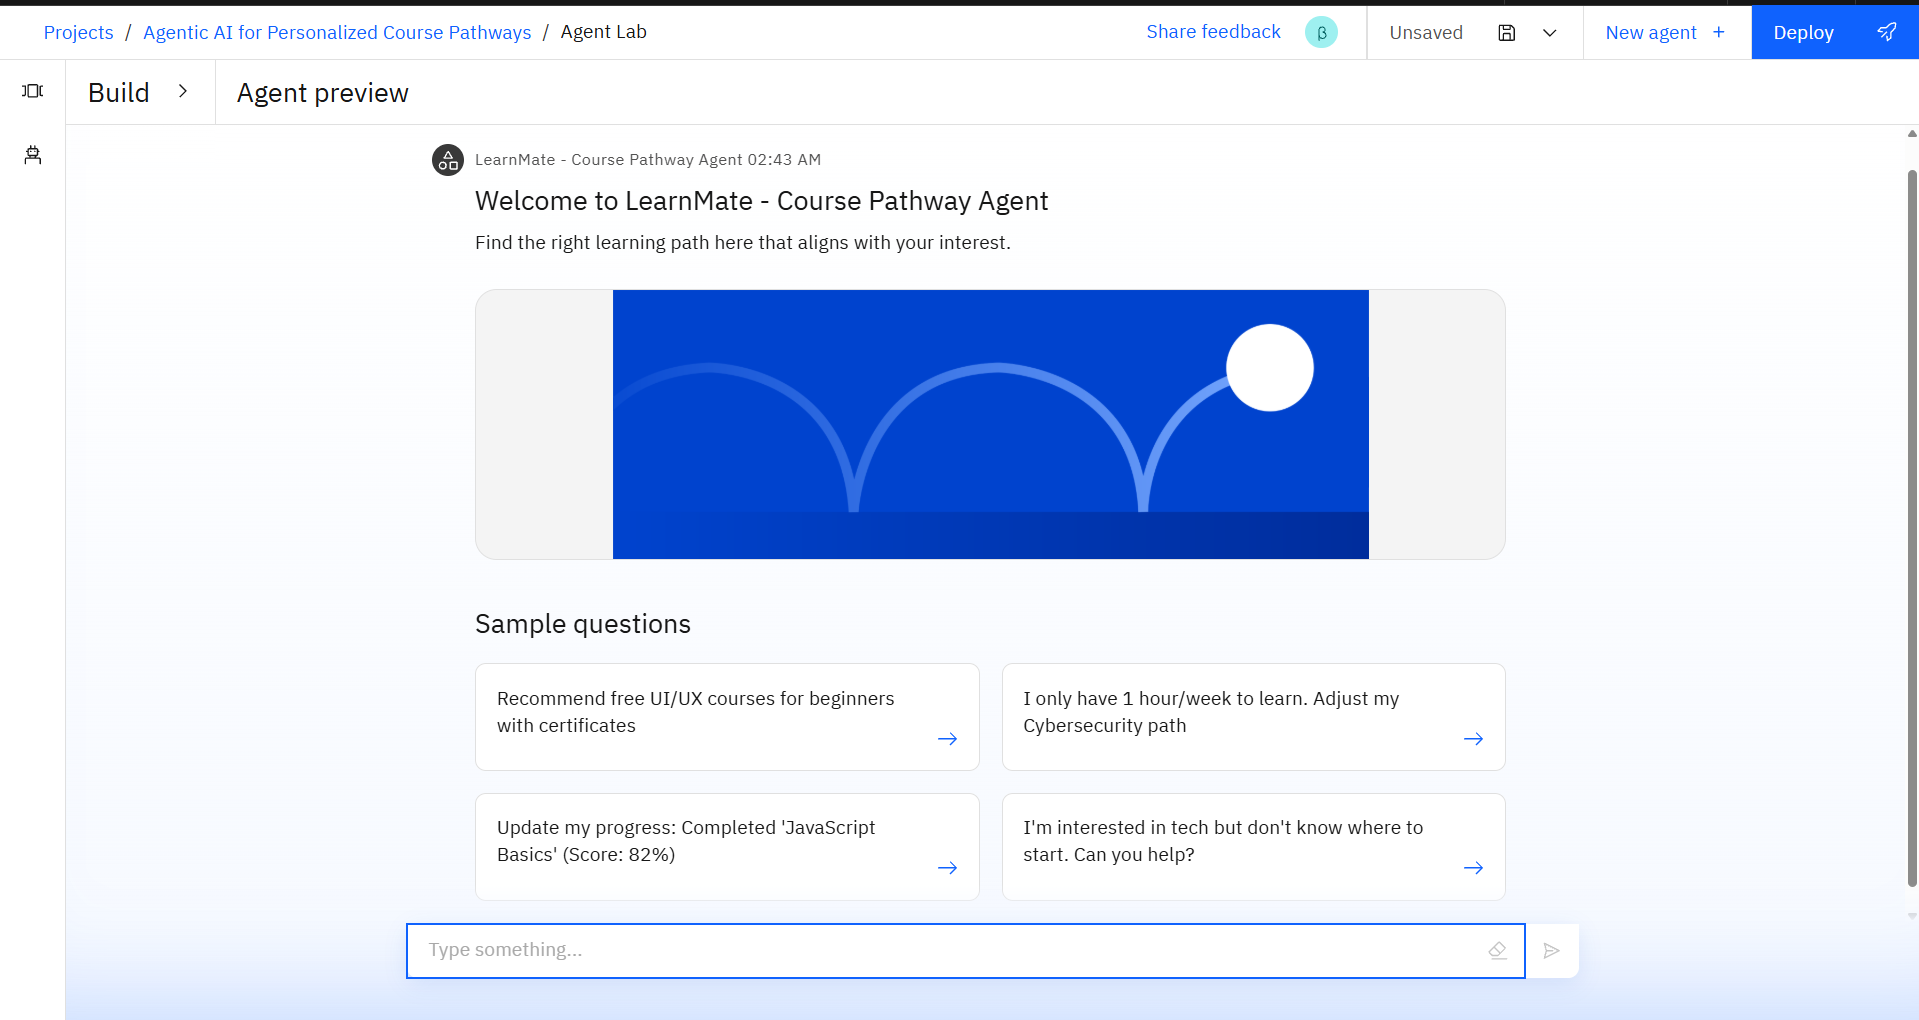 Projects / Agentic AI for Personalized Course Pathways / Agent Lab
Share feedback
β
Unsaved
New agent +
Deploy
Build
Agent preview
LearnMate - Course Pathway Agent 02:43 AM
Welcome to LearnMate - Course Pathway Agent
Find the right learning path here that aligns with your interest.
Sample questions
Recommend free UI/UX courses for beginners
with certificates
I only have 1 hour/week to learn. Adjust my
Cybersecurity path
Update my progress: Completed 'JavaScript
Basics' (Score: 82%)
I'm interested in tech but don't know where to
start. Can you help?
Type something...